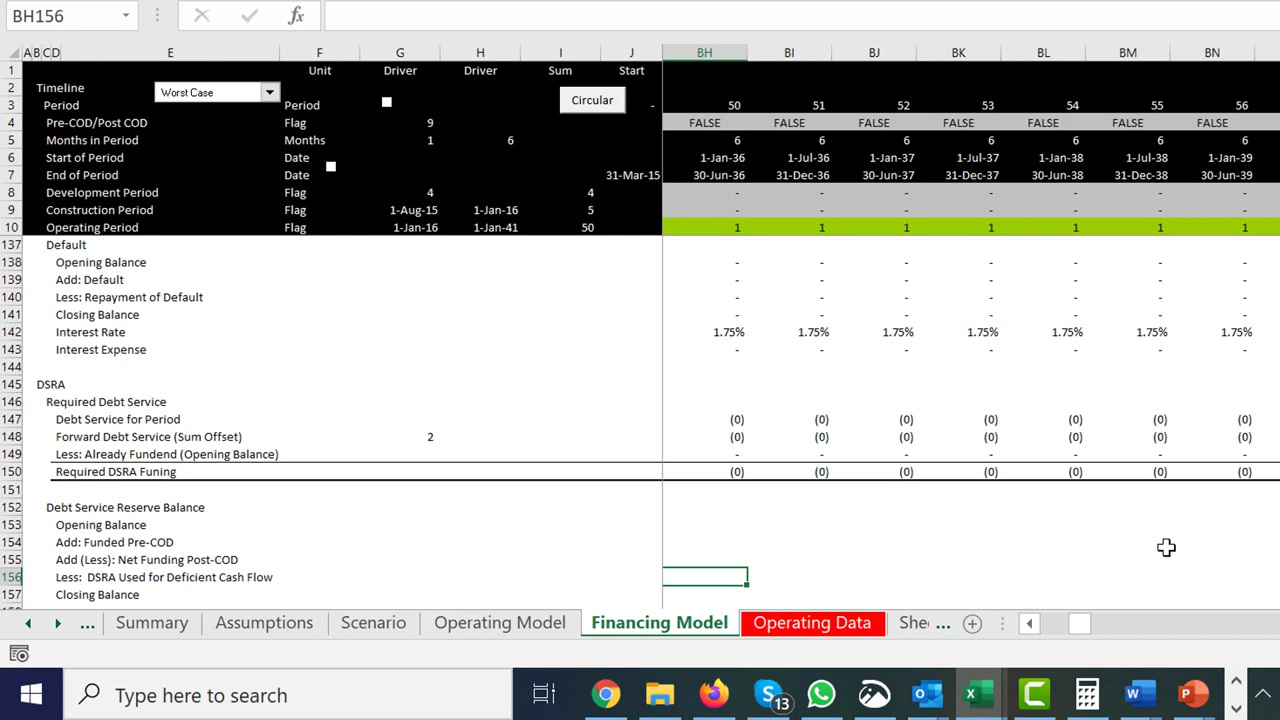 BH156 fx
A B C D E F G H I J BH BI BJ BK BL BM BN
1 Unit Driver Driver Sum Start
2 Timeline Worst Case Circular
3 Period Period - 50 51 52 53 54 55 56
4 Pre-COD/Post COD Flag 9 FALSE FALSE FALSE FALSE FALSE FALSE FALSE
5 Months in Period Months 1 6 6 6 6 6 6 6 6
6 Start of Period Date 1-Jan-36 1-Jul-36 1-Jan-37 1-Jul-37 1-Jan-38 1-Jul-38 1-Jan-39
7 End of Period Date 31-Mar-15 30-Jun-36 31-Dec-36 30-Jun-37 31-Dec-37 30-Jun-38 31-Dec-38 30-Jun-39
8 Development Period Flag 4 4 - - - - - - -
9 Construction Period Flag 1-Aug-15 1-Jan-16 5 - - - - - - -
10 Operating Period Flag 1-Jan-16 1-Jan-41 50 1 1 1 1 1 1 1
137 Default
138 Opening Balance - - - - - - -
139 Add: Default - - - - - - -
140 Less: Repayment of Default - - - - - - -
141 Closing Balance - - - - - - -
142 Interest Rate 1.75% 1.75% 1.75% 1.75% 1.75% 1.75% 1.75%
143 Interest Expense - - - - - - -
144
145 DSRA
146 Required Debt Service
147 Debt Service for Period (0) (0) (0) (0) (0) (0) (0)
148 Forward Debt Service (Sum Offset) 2 (0) (0) (0) (0) (0) (0) (0)
149 Less: Already Fundend (Opening Balance) - - - - - - -
150 Required DSRA Funing (0) (0) (0) (0) (0) (0) (0)
151
152 Debt Service Reserve Balance
153 Opening Balance
154 Add: Funded Pre-COD
155 Add (Less): Net Funding Post-COD
156 Less: DSRA Used for Deficient Cash Flow
157 Closing Balance
... Summary Assumptions Scenario Operating Model Financing Model Operating Data She ...
Type here to search 13